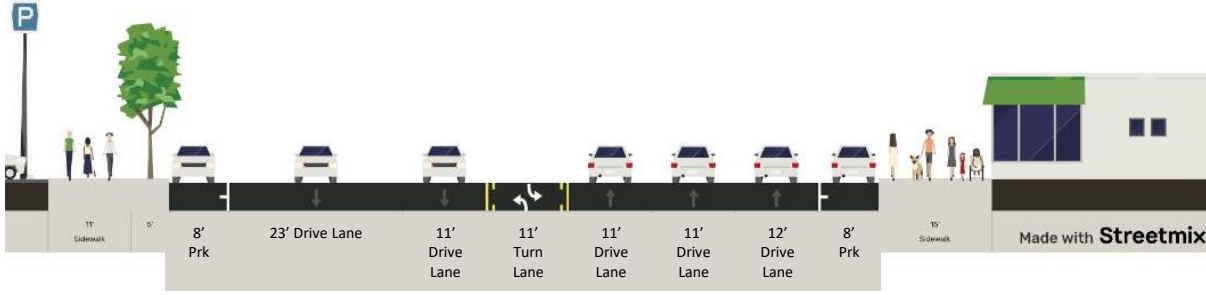 P
11'
Sidewalk
5'
8'
Prk
23' Drive Lane
11'
Drive
Lane
11'
Turn
Lane
11'
Drive
Lane
11'
Drive
Lane
12'
Drive
Lane
8'
Prk
15'
Sidewalk
Made with Streetmix